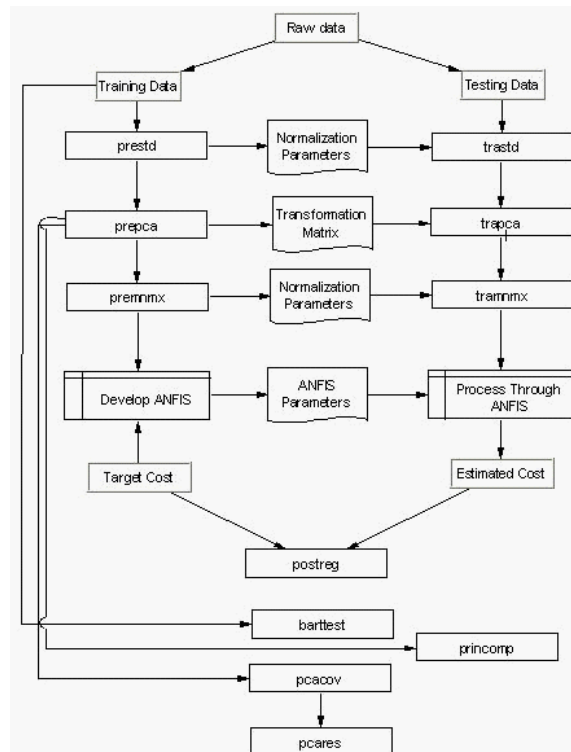 Raw data
Training Data
Testing Data
prestd
Normalization
Parameters
trastd
prepca
Transformation
Matrix
trapca
premnmx
Normalization
Parameters
tramnmx
Develop ANFIS
ANFIS
Parameters
Process Through
ANFIS
Target Cost
Estimated Cost
postreg
barttest
princomp
pcacov
pcares